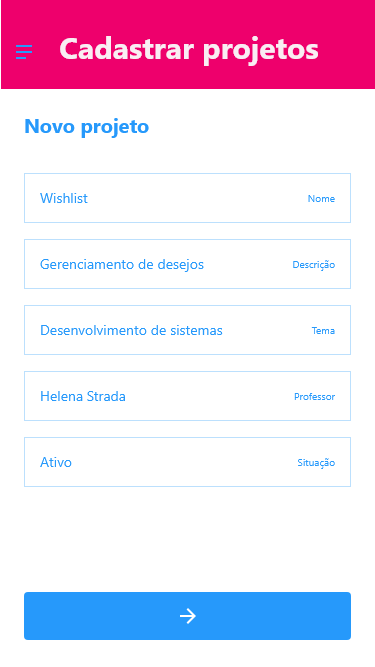 Cadastrar projetos
Novo projeto
Wishlist Nome
Gerenciamento de desejos Descrição
Desenvolvimento de sistemas Tema
Helena Strada Professor
Ativo Situação